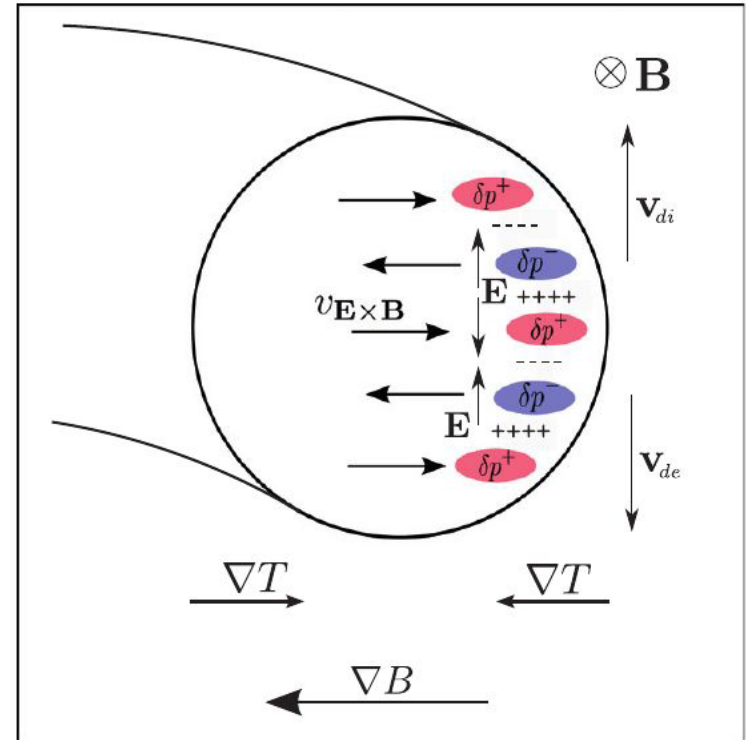 ⊗ B
δp⁺
v_di
- - - -
δp⁻
E ++++
v_E×B
δp⁺
- - - -
δp⁻
E ++++
v_de
δp⁺
∇T ∇T
∇B